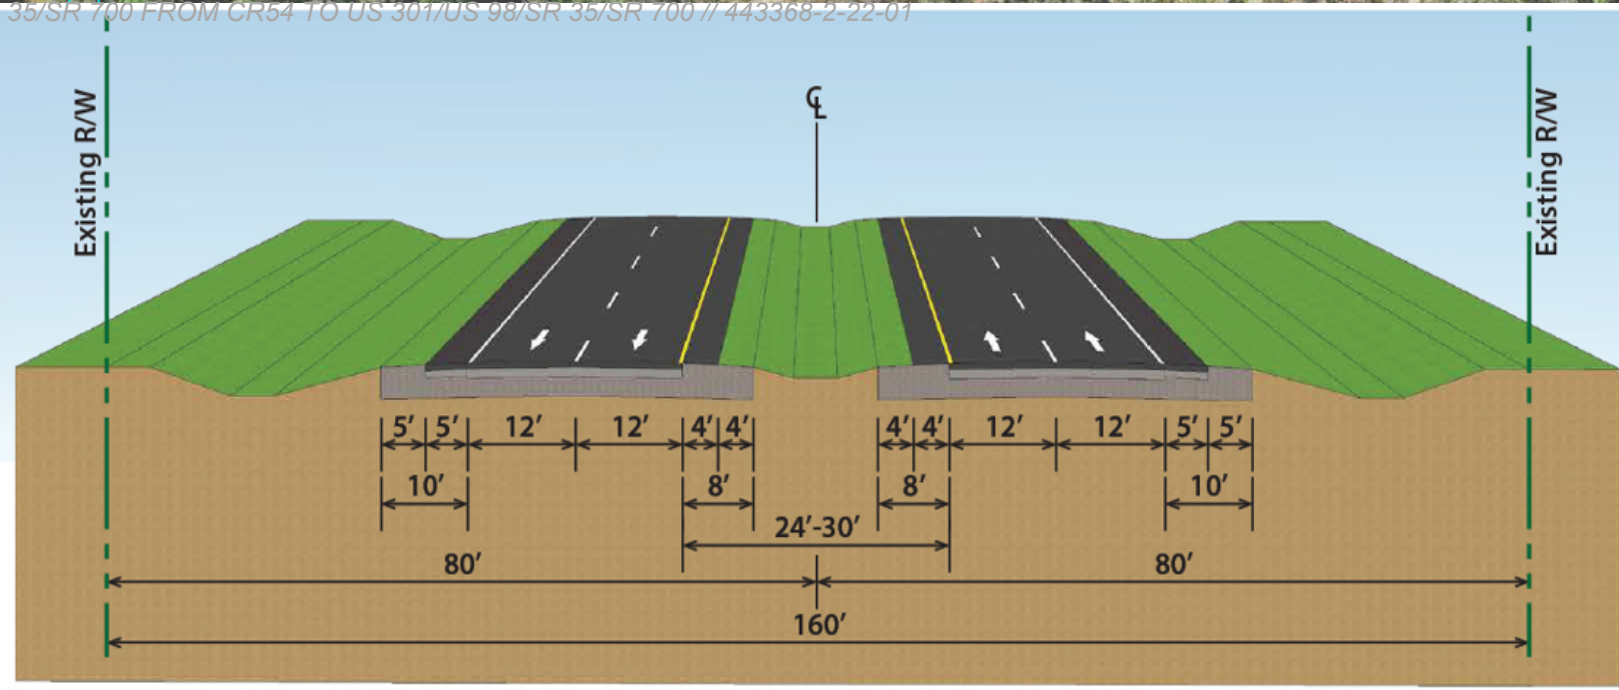 35/SR 700 FROM CR54 TO US 301/US 98/SR 35/SR 700 // 443368-2-22-01
℄
Existing R/W
Existing R/W
5' 5' 12' 12' 4' 4' 4' 4' 12' 12' 5' 5'
10' 8' 8' 10'
24'-30'
80' 80'
160'